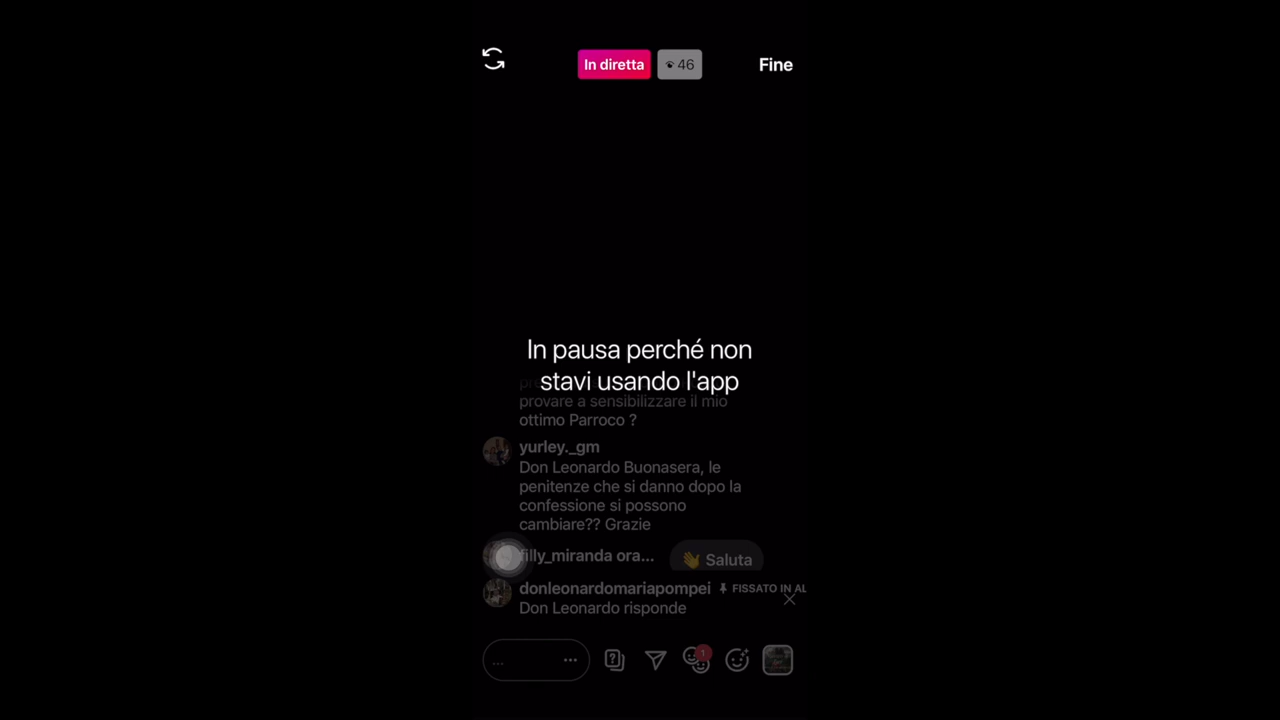 In diretta
46
Fine
In pausa perché non
stavi usando l'app
provare a sensibilizzare il mio
ottimo Parroco ?
yurley._gm
Don Leonardo Buonasera, le
penitenze che si danno dopo la
confessione si possono
cambiare?? Grazie
filly_miranda ora...
👋 Saluta
donleonardomariapompei
FISSATO IN AL
Don Leonardo risponde
...
1